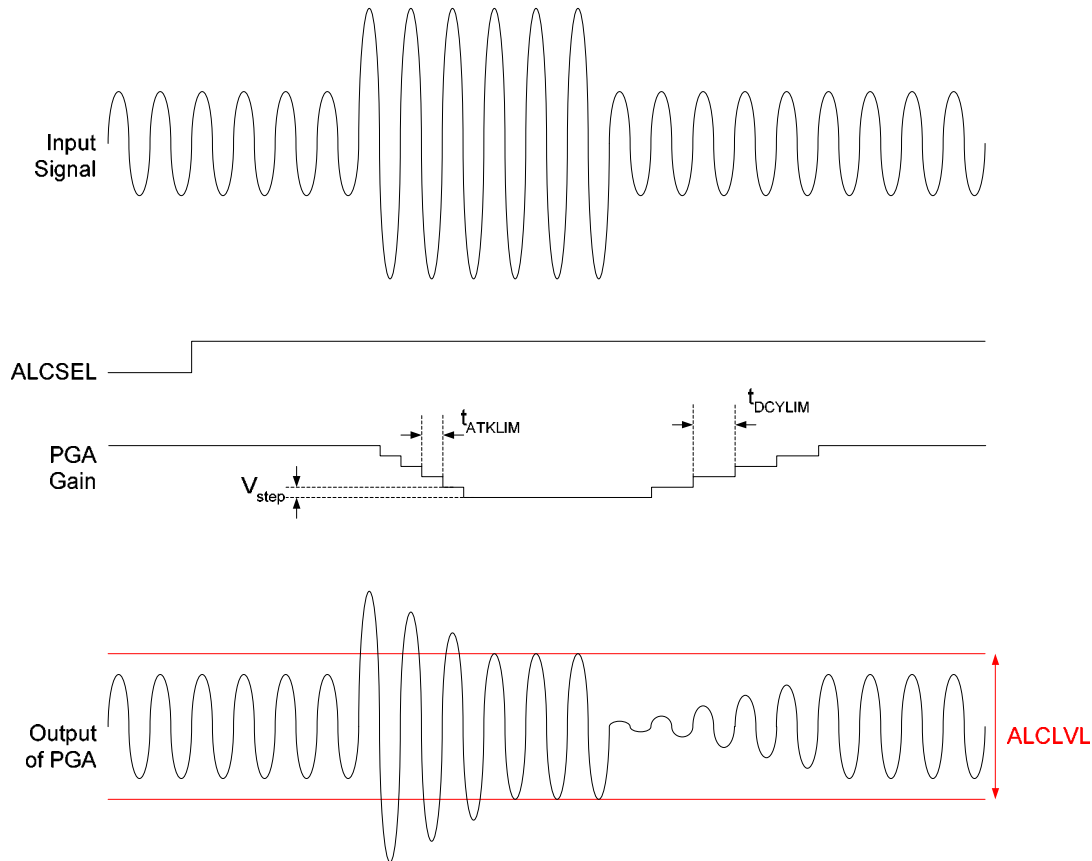 Input
Signal
ALCSEL
tATKLIM
tDCYLIM
PGA
Gain
Vstep
Output
of PGA
ALCLVL